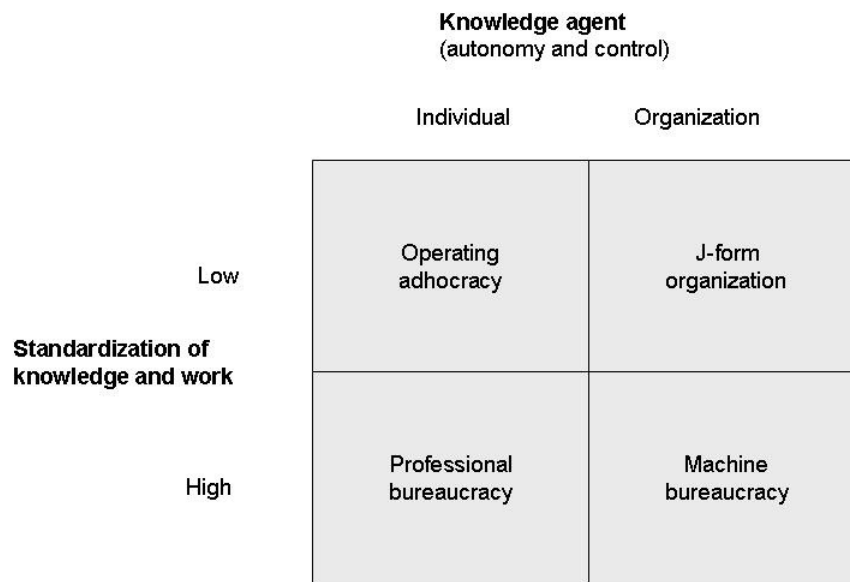 Knowledge agent
(autonomy and control)
Individual
Organization
Operating
adhocracy
J-form
organization
Low
Standardization of
knowledge and work
Professional
bureaucracy
Machine
bureaucracy
High